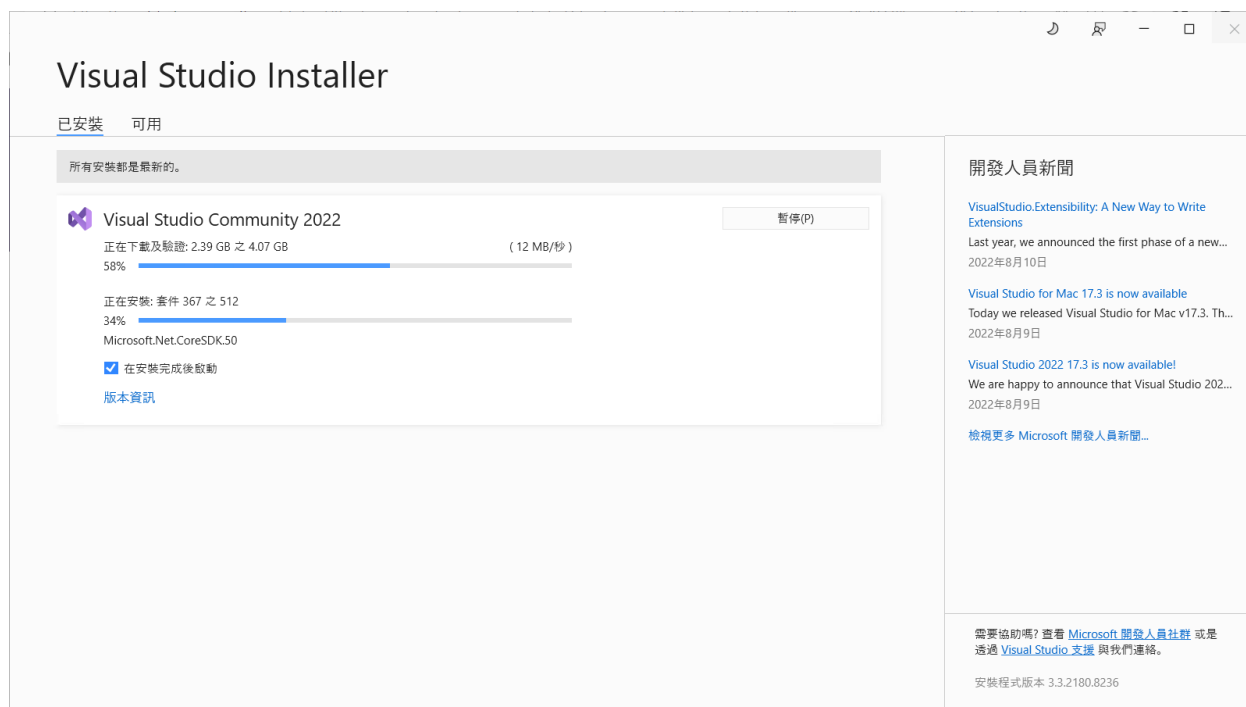 Visual Studio Installer
已安裝 可用
所有安裝都是最新的。
Visual Studio Community 2022
暫停(P)
正在下載及驗證: 2.39 GB 之 4.07 GB
( 12 MB/秒 )
58%
正在安裝: 套件 367 之 512
34%
Microsoft.Net.CoreSDK.50
在安裝完成後啟動
版本資訊
開發人員新聞
VisualStudio.Extensibility: A New Way to Write
Extensions
Last year, we announced the first phase of a new...
2022年8月10日
Visual Studio for Mac 17.3 is now available
Today we released Visual Studio for Mac v17.3. Th...
2022年8月9日
Visual Studio 2022 17.3 is now available!
We are happy to announce that Visual Studio 202...
2022年8月9日
檢視更多 Microsoft 開發人員新聞...
需要協助嗎? 查看 Microsoft 開發人員社群 或是
透過 Visual Studio 支援 與我們連絡。
安裝程式版本 3.3.2180.8236